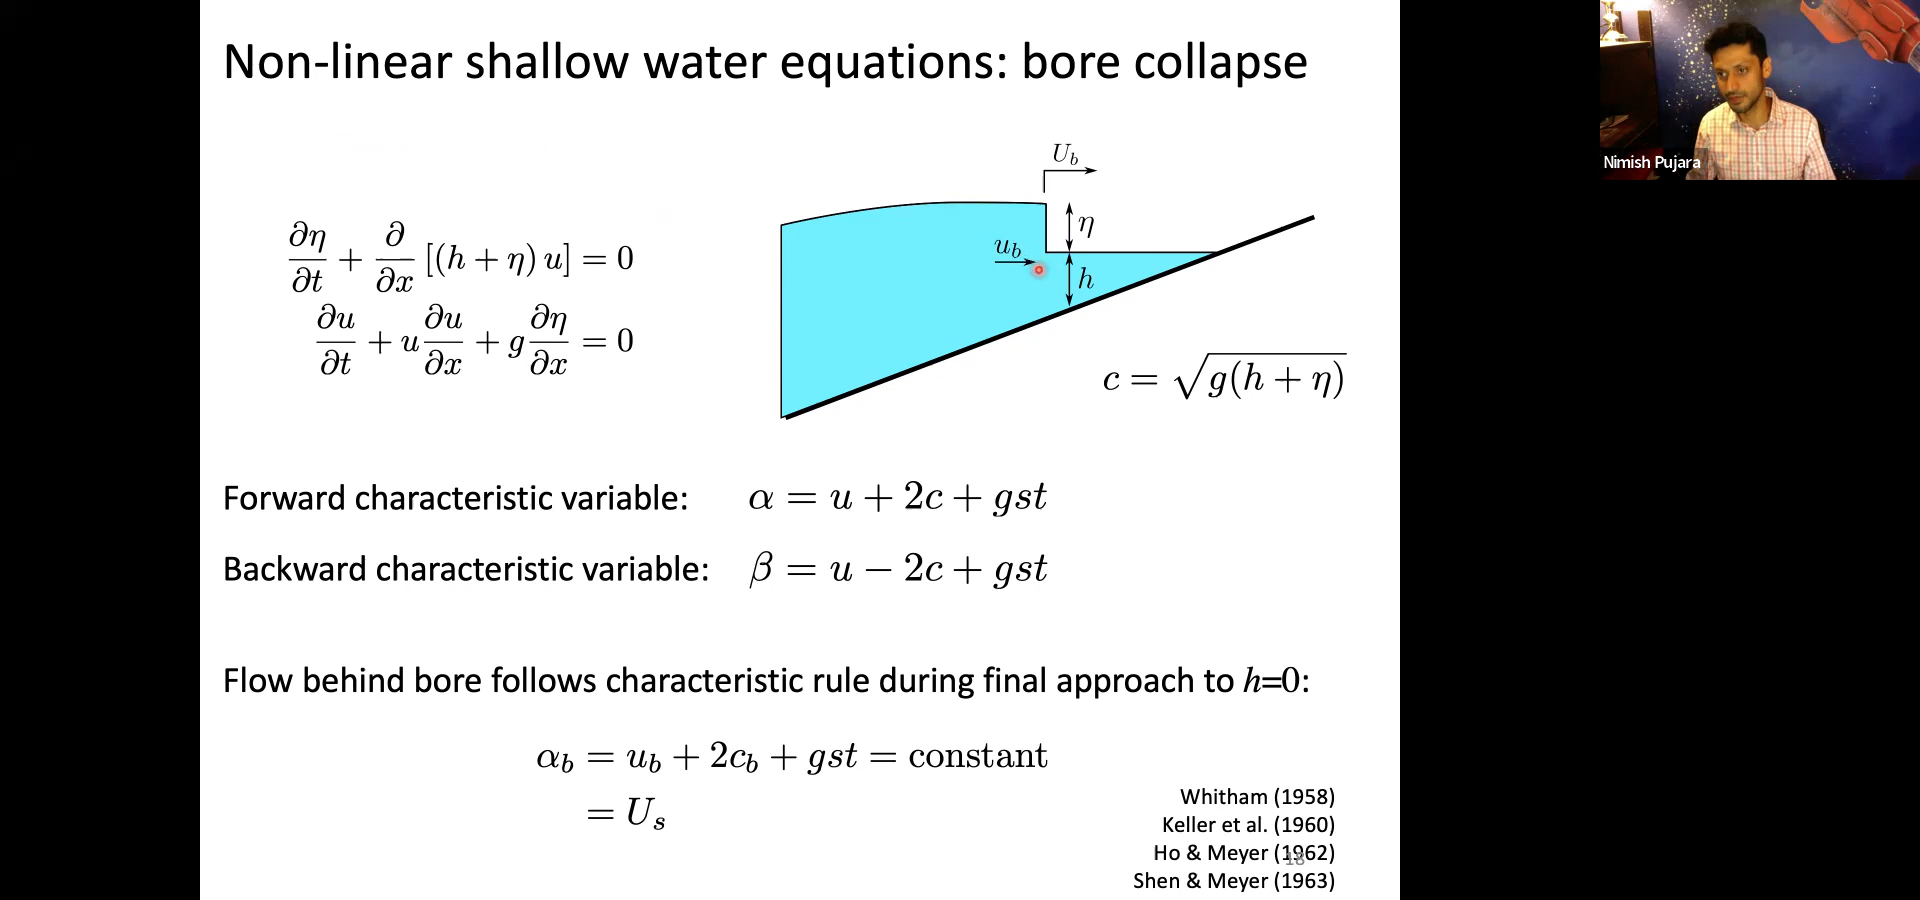 Non-linear shallow water equations: bore collapse
∂η/∂t + ∂/∂x [(h + η) u] = 0
∂u/∂t + u ∂u/∂x + g ∂η/∂x = 0
U_b
η
u_b
h
c = √g(h + η)
Forward characteristic variable: α = u + 2c + gst
Backward characteristic variable: β = u − 2c + gst
Flow behind bore follows characteristic rule during final approach to h=0:
α_b = u_b + 2c_b + gst = constant
= U_s
Whitham (1958)
Keller et al. (1960)
Ho & Meyer (1962)
18
Shen & Meyer (1963)
Nimish Pujara